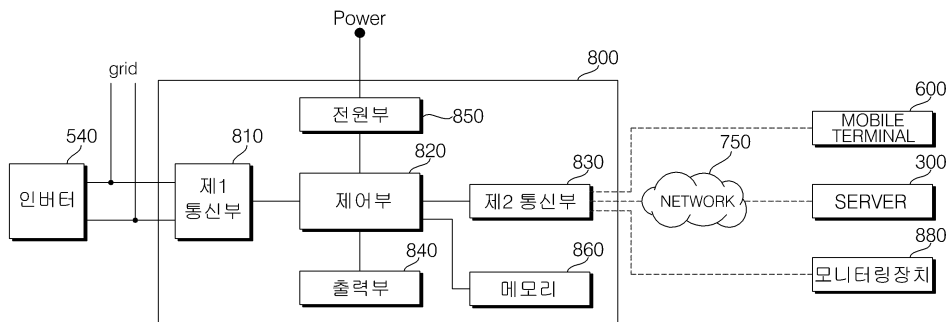 Power
800
grid
600
전원부
850
MOBILE
TERMINAL
540
810
820
830
750
300
인버터
제1
통신부
제어부
제2 통신부
NETWORK
SERVER
840
860
880
출력부
메모리
모니터링장치